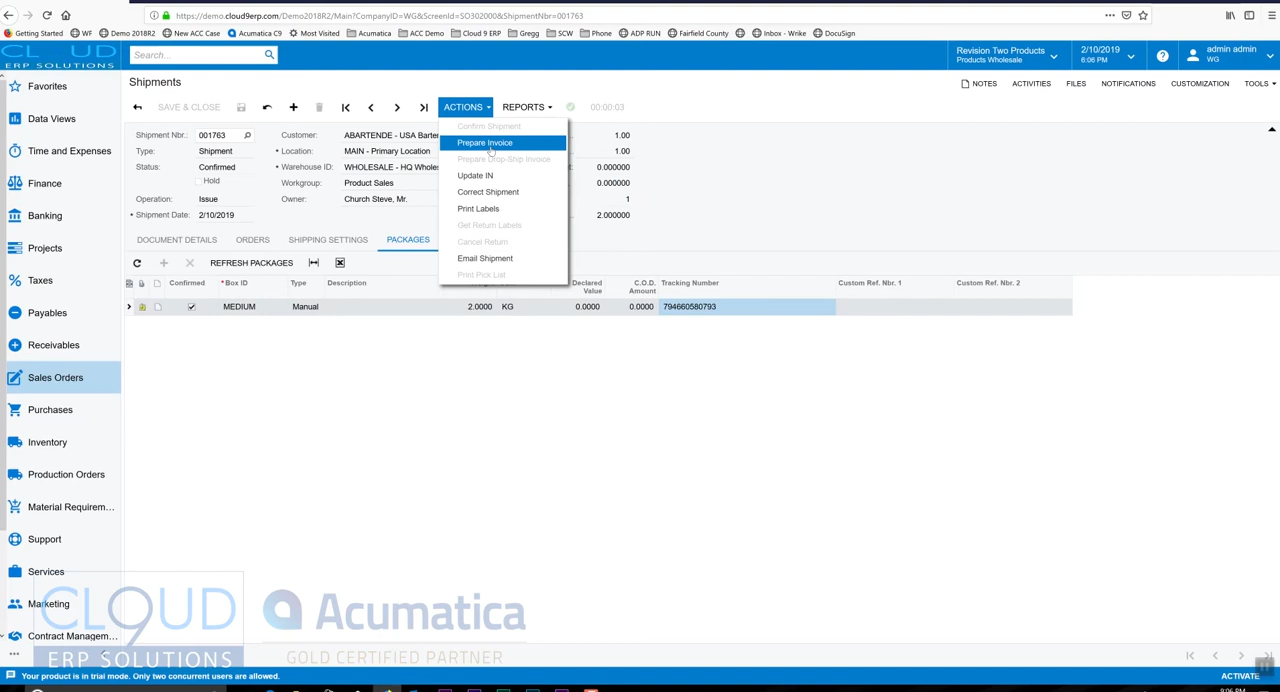 https://demo.cloud9erp.com/Demo2018R2/Main?CompanyID=WG&ScreenId=SO302000&ShipmentNbr=001763
Getting Started WF Demo 2018R2 New ACC Case Acumatica C9 Most Visited Acumatica ACC Demo Cloud 9 ERP Gregg SCW Phone ADP RUN Fairfield County Inbox - Wrike DocuSign
CL UD
ERP SOLUTIONS
Search...
Revision Two Products
Products Wholesale
2/10/2019
6:06 PM
?
admin admin
WG
Favorites
Data Views
Time and Expenses
Finance
Banking
Projects
Taxes
Payables
Receivables
Sales Orders
Purchases
Inventory
Production Orders
Material Requirem...
Support
Services
Marketing
Contract Managem...
Shipments
NOTES ACTIVITIES FILES NOTIFICATIONS CUSTOMIZATION TOOLS
SAVE & CLOSE ACTIONS REPORTS 00:00:03
Shipment Nbr.: 001763
Type: Shipment
Status: Confirmed
Hold
Operation: Issue
Shipment Date: 2/10/2019
Customer: ABARTENDE - USA Barte
Location: MAIN - Primary Location
Warehouse ID: WHOLESALE - HQ Wholes
Workgroup: Product Sales
Owner: Church Steve, Mr.
1.00
1.00
0.000000
0.000000
1
2.000000
Confirm Shipment
Prepare Invoice
Prepare Drop-Ship Invoice
Update IN
Correct Shipment
Print Labels
Get Return Labels
Cancel Return
Email Shipment
Print Pick List
DOCUMENT DETAILS ORDERS SHIPPING SETTINGS PACKAGES
REFRESH PACKAGES
Confirmed *Box ID Type Description Declared Value C.O.D. Amount Tracking Number Custom Ref. Nbr. 1 Custom Ref. Nbr. 2
MEDIUM Manual 2.0000 KG 0.0000 0.0000 794660580793
CL9UD
ERP SOLUTIONS
Acumatica
GOLD CERTIFIED PARTNER
Your product is in trial mode. Only two concurrent users are allowed.
ACTIVATE
9:06 PM